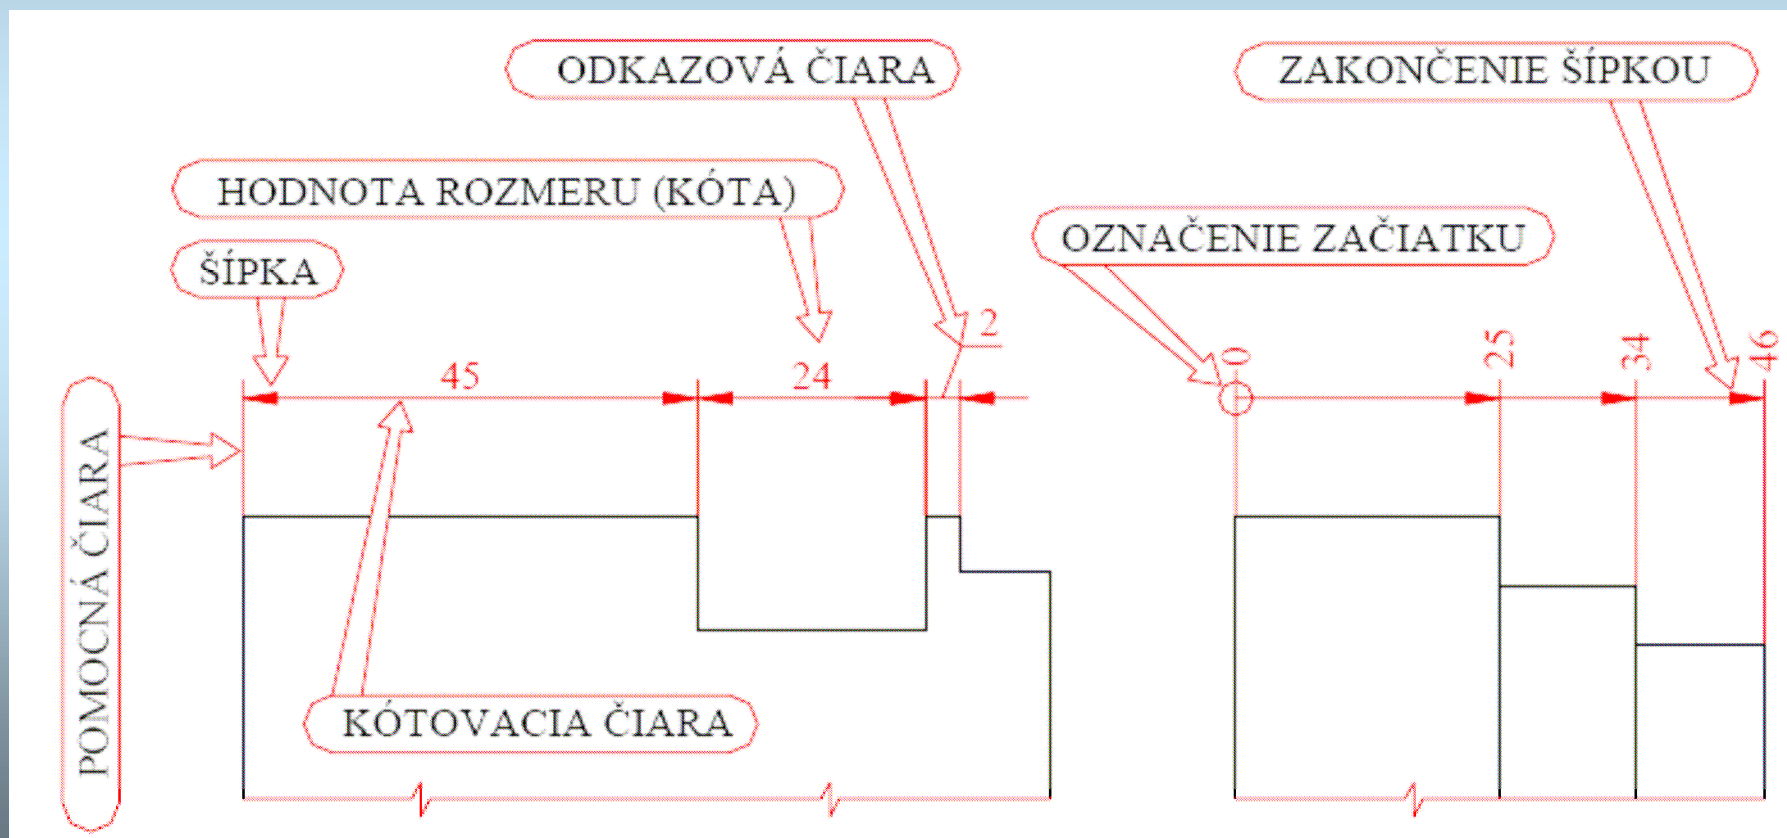 ODKAZOVÁ ČIARA
ZAKONČENIE ŠÍPKOU
HODNOTA ROZMERU (KÓTA)
OZNAČENIE ZAČIATKU
ŠÍPKA
2
45
24
0
25
34
46
POMOCNÁ ČIARA
KÓTOVACIA ČIARA